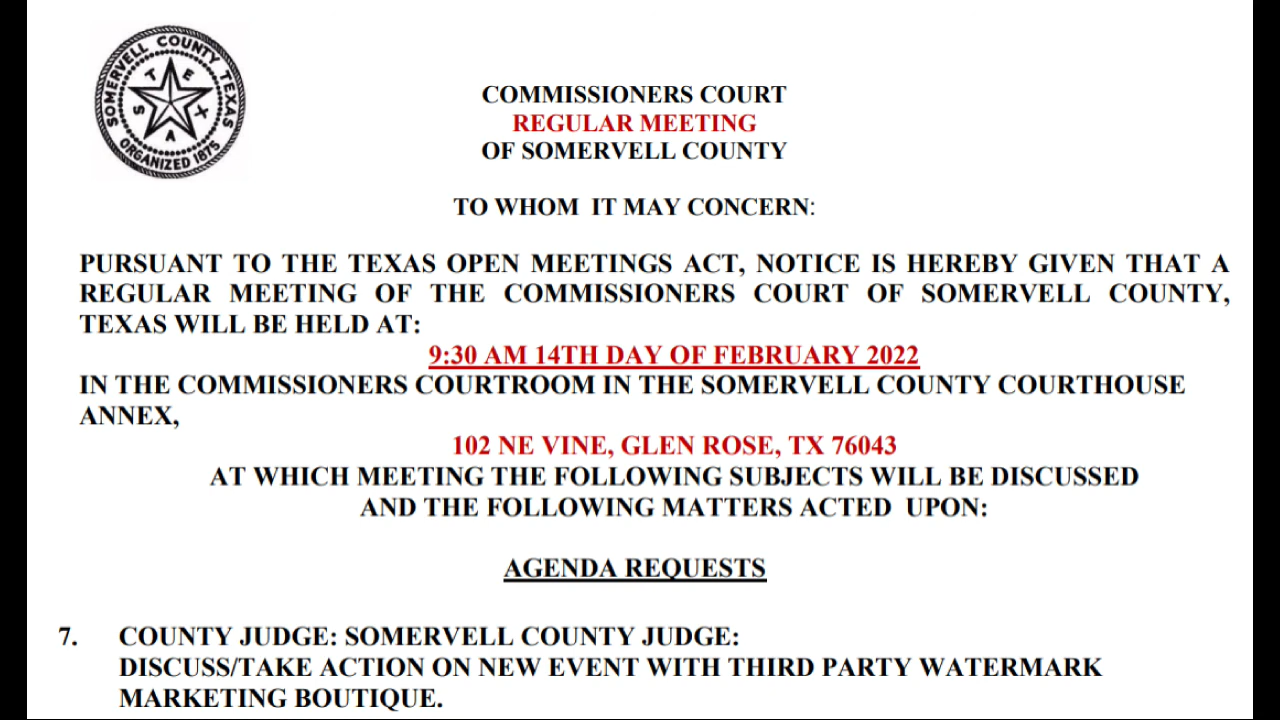 SOMERVELL COUNTY TEXAS
T E X A S
ORGANIZED 1875
COMMISSIONERS COURT
REGULAR MEETING
OF SOMERVELL COUNTY
TO WHOM IT MAY CONCERN:
PURSUANT TO THE TEXAS OPEN MEETINGS ACT, NOTICE IS HEREBY GIVEN THAT A
REGULAR MEETING OF THE COMMISSIONERS COURT OF SOMERVELL COUNTY,
TEXAS WILL BE HELD AT:
9:30 AM 14TH DAY OF FEBRUARY 2022
IN THE COMMISSIONERS COURTROOM IN THE SOMERVELL COUNTY COURTHOUSE
ANNEX,
102 NE VINE, GLEN ROSE, TX 76043
AT WHICH MEETING THE FOLLOWING SUBJECTS WILL BE DISCUSSED
AND THE FOLLOWING MATTERS ACTED UPON:
AGENDA REQUESTS
7. COUNTY JUDGE: SOMERVELL COUNTY JUDGE:
DISCUSS/TAKE ACTION ON NEW EVENT WITH THIRD PARTY WATERMARK
MARKETING BOUTIQUE.